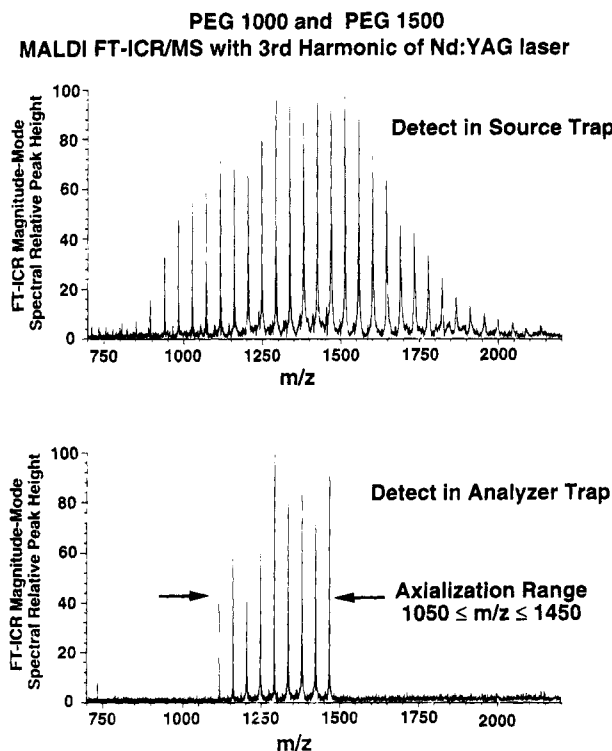 PEG 1000 and PEG 1500
MALDI FT-ICR/MS with 3rd Harmonic of Nd:YAG laser
FT-ICR Magnitude-Mode
Spectral Relative Peak Height
100
80
60
40
20
0
Detect in Source Trap
750 1000 1250 1500 1750 2000
m/z
FT-ICR Magnitude-Mode
Spectral Relative Peak Height
100
80
60
40
20
0
Detect in Analyzer Trap
Axialization Range
1050 ≤ m/z ≤ 1450
750 1000 1250 1500 1750 2000
m/z